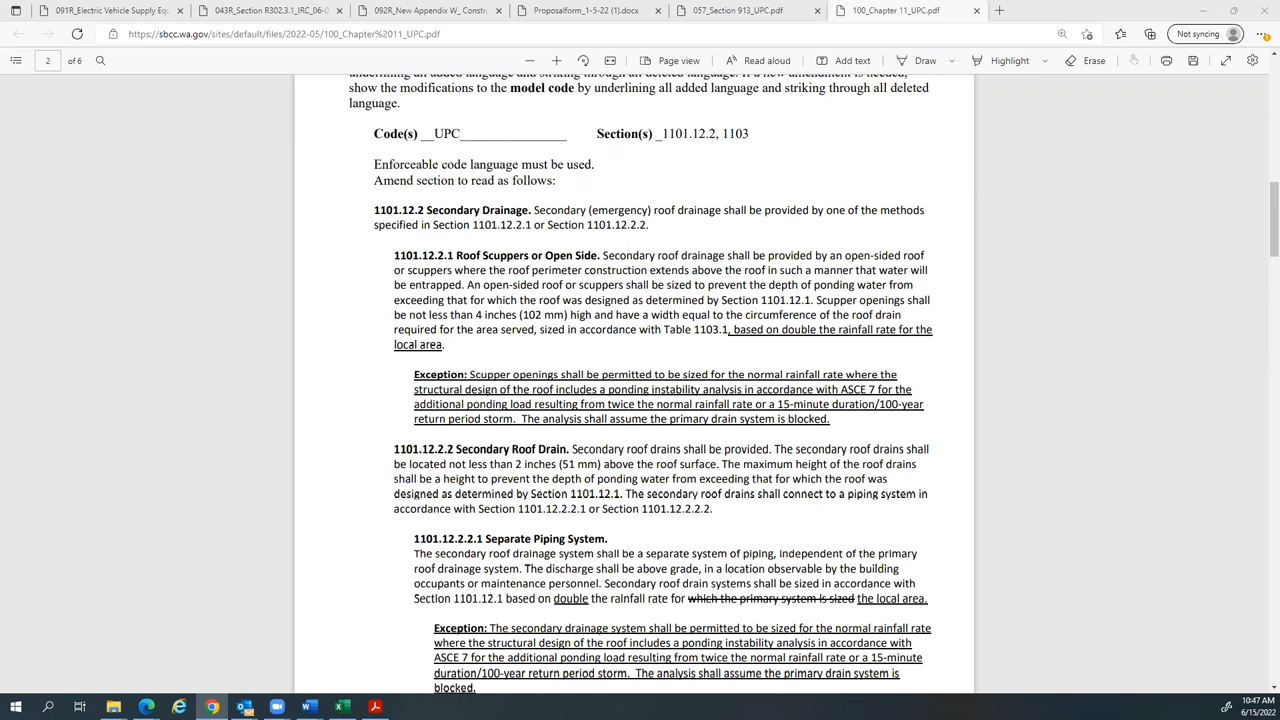 091R_Electric Vehicle Supply Equ
043R_Section R302.3.1_IRC_06-0
092R_New Appendix W_ Constru
Proposalform_1-5-22 (1).docx
057_Section 913_UPC.pdf
100_Chapter 11_UPC.pdf
https://sbcc.wa.gov/sites/default/files/2022-05/100_Chapter%2011_UPC.pdf
Not syncing
2 of 6
Page view
Read aloud
Add text
Draw
Highlight
Erase
underlining all added language and striking through all deleted language. If a new amendment is needed,
show the modifications to the model code by underlining all added language and striking through all deleted
language.
Code(s) __UPC________________ Section(s) _1101.12.2, 1103
Enforceable code language must be used.
Amend section to read as follows:
1101.12.2 Secondary Drainage. Secondary (emergency) roof drainage shall be provided by one of the methods
specified in Section 1101.12.2.1 or Section 1101.12.2.2.
1101.12.2.1 Roof Scuppers or Open Side. Secondary roof drainage shall be provided by an open-sided roof
or scuppers where the roof perimeter construction extends above the roof in such a manner that water will
be entrapped. An open-sided roof or scuppers shall be sized to prevent the depth of ponding water from
exceeding that for which the roof was designed as determined by Section 1101.12.1. Scupper openings shall
be not less than 4 inches (102 mm) high and have a width equal to the circumference of the roof drain
required for the area served, sized in accordance with Table 1103.1, based on double the rainfall rate for the
local area.
Exception: Scupper openings shall be permitted to be sized for the normal rainfall rate where the
structural design of the roof includes a ponding instability analysis in accordance with ASCE 7 for the
additional ponding load resulting from twice the normal rainfall rate or a 15-minute duration/100-year
return period storm.  The analysis shall assume the primary drain system is blocked.
1101.12.2.2 Secondary Roof Drain. Secondary roof drains shall be provided. The secondary roof drains shall
be located not less than 2 inches (51 mm) above the roof surface. The maximum height of the roof drains
shall be a height to prevent the depth of ponding water from exceeding that for which the roof was
designed as determined by Section 1101.12.1. The secondary roof drains shall connect to a piping system in
accordance with Section 1101.12.2.2.1 or Section 1101.12.2.2.2.
1101.12.2.2.1 Separate Piping System.
The secondary roof drainage system shall be a separate system of piping, independent of the primary
roof drainage system. The discharge shall be above grade, in a location observable by the building
occupants or maintenance personnel. Secondary roof drain systems shall be sized in accordance with
Section 1101.12.1 based on double the rainfall rate for which the primary system is sized the local area.
Exception: The secondary drainage system shall be permitted to be sized for the normal rainfall rate
where the structural design of the roof includes a ponding instability analysis in accordance with
ASCE 7 for the additional ponding load resulting from twice the normal rainfall rate or a 15-minute
duration/100-year return period storm.  The analysis shall assume the primary drain system is
blocked.
10:47 AM
6/15/2022